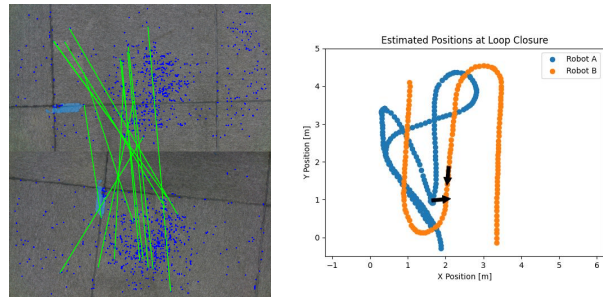 Estimated Positions at Loop Closure
Robot A
Robot B
Y Position [m]
5
4
3
2
1
0
−1 0 1 2 3 4 5 6
X Position [m]